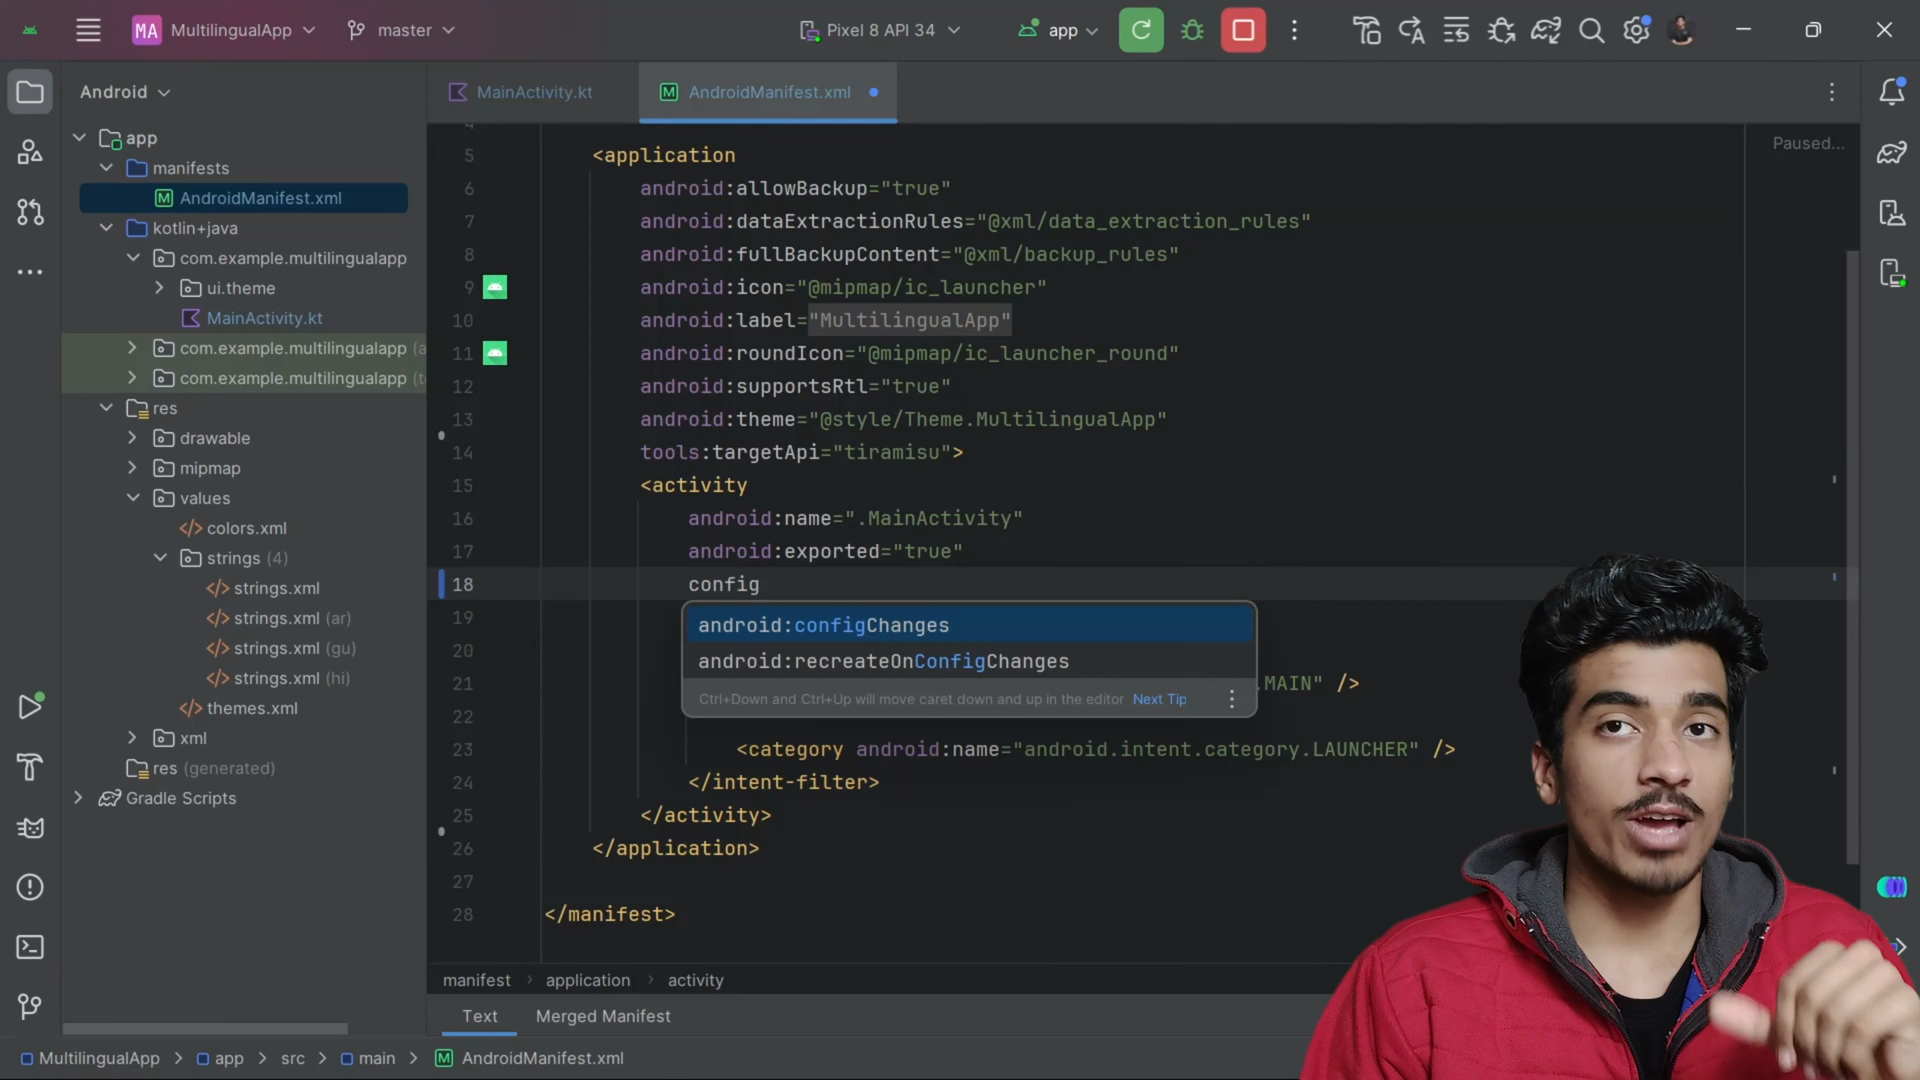 MA MultilingualApp master Pixel 8 API 34 app
Android
MainActivity.kt AndroidManifest.xml
app
manifests
AndroidManifest.xml
kotlin+java
com.example.multilingualapp
ui.theme
MainActivity.kt
com.example.multilingualapp (a
com.example.multilingualapp (t
res
drawable
mipmap
values
colors.xml
strings (4)
strings.xml
strings.xml (ar)
strings.xml (gu)
strings.xml (hi)
themes.xml
xml
res (generated)
Gradle Scripts
Paused...
4
5 <application
6 android:allowBackup="true"
7 android:dataExtractionRules="@xml/data_extraction_rules"
8 android:fullBackupContent="@xml/backup_rules"
9 android:icon="@mipmap/ic_launcher"
10 android:label="MultilingualApp"
11 android:roundIcon="@mipmap/ic_launcher_round"
12 android:supportsRtl="true"
13 android:theme="@style/Theme.MultilingualApp"
14 tools:targetApi="tiramisu">
15 <activity
16 android:name=".MainActivity"
17 android:exported="true"
18 config
19
android:configChanges
20
android:recreateOnConfigChanges
21 .MAIN" />
Ctrl+Down and Ctrl+Up will move caret down and up in the editor Next Tip
22
23 <category android:name="android.intent.category.LAUNCHER" />
24 </intent-filter>
25 </activity>
26 </application>
27
28 </manifest>
manifest > application > activity
Text Merged Manifest
MultilingualApp > app > src > main > AndroidManifest.xml